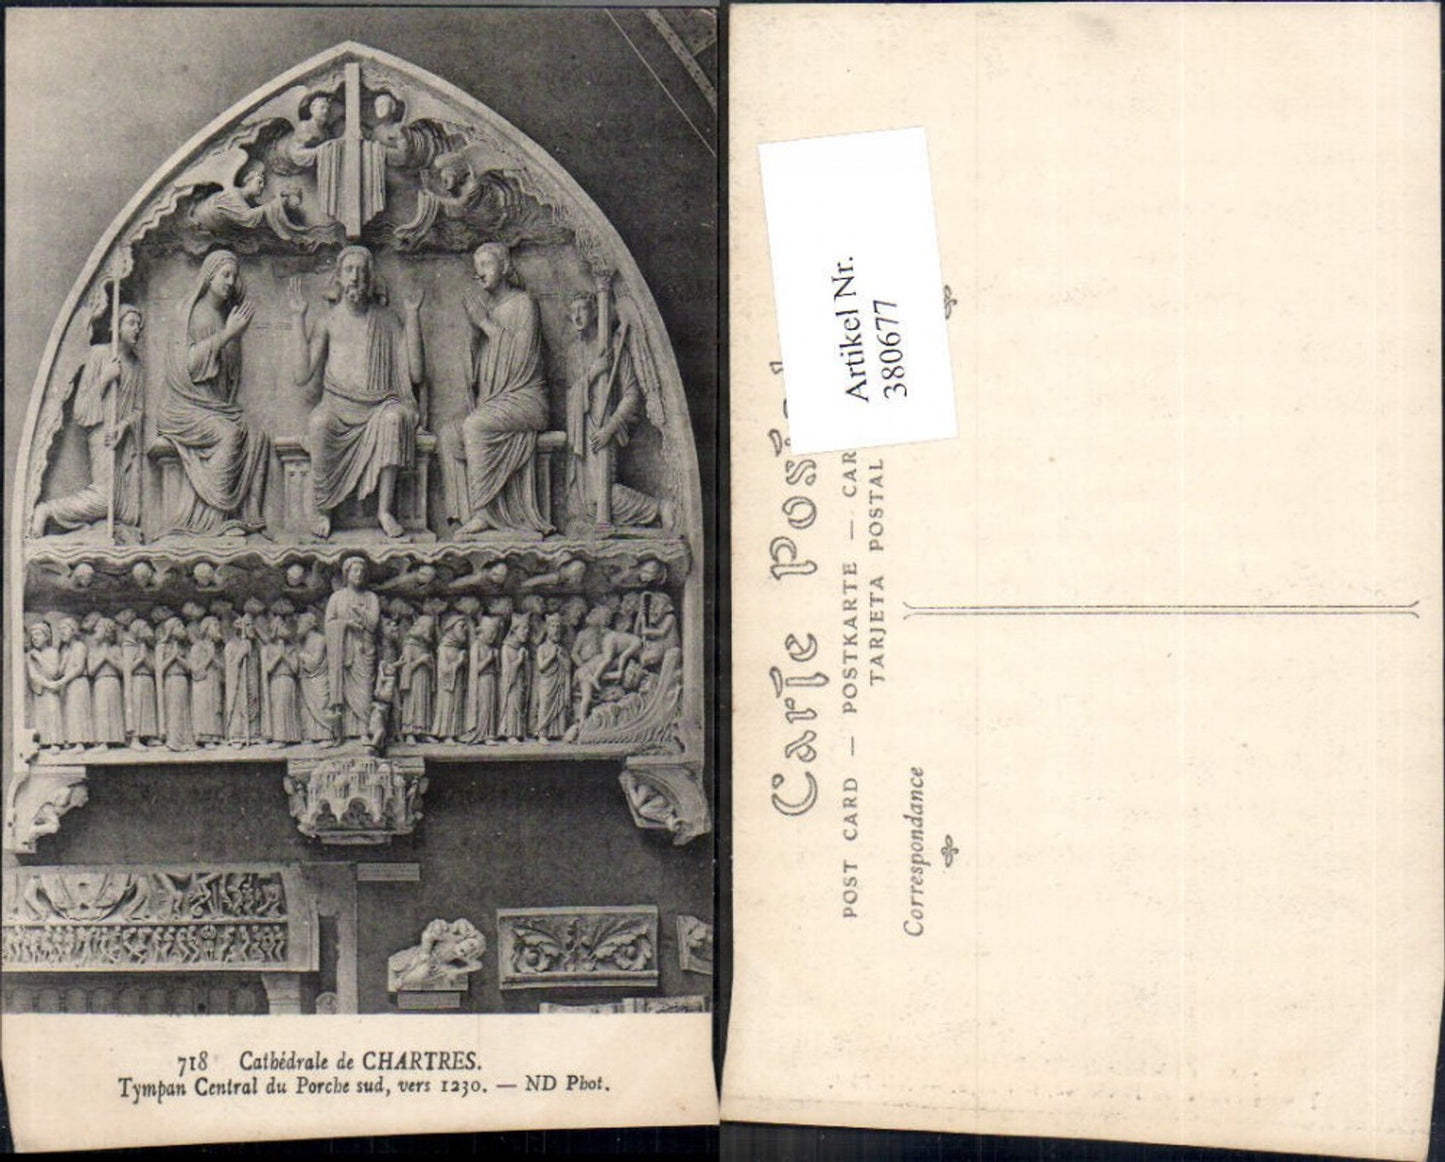 718 Cathédrale de CHARTRES.
Tympan Central du Porche sud, vers 1230. — ND Phot.
Artikel Nr.
380677
Carte
POST CARD — POSTKARTE — CAR
TARJETA POSTAL
Correspondance